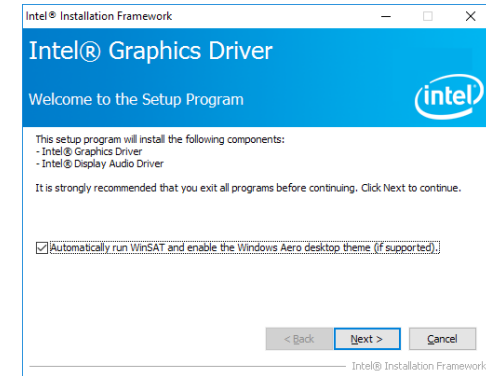 Intel® Installation Framework
Intel® Graphics Driver
Welcome to the Setup Program
intel
This setup program will install the following components:
- Intel® Graphics Driver
- Intel® Display Audio Driver
It is strongly recommended that you exit all programs before continuing. Click Next to continue.
Automatically run WinSAT and enable the Windows Aero desktop theme (if supported).
< Back Next > Cancel
Intel® Installation Framework